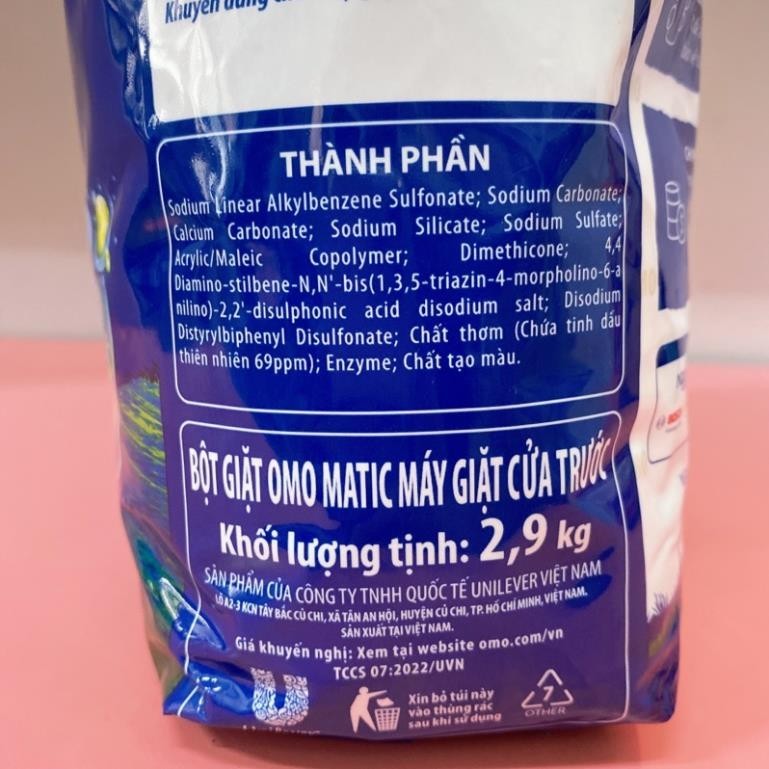 Khuyên dùng
THÀNH PHẦN
Sodium Linear Alkylbenzene Sulfonate; Sodium Carbonate;
Calcium Carbonate; Sodium Silicate; Sodium Sulfate;
Acrylic/Maleic Copolymer; Dimethicone; 4,4
Diamino-stilbene-N,N'-bis(1,3,5-triazin-4-morpholino-6-a
nilino)-2,2'-disulphonic acid disodium salt; Disodium
Distyrylbiphenyl Disulfonate; Chất thơm (Chứa tinh dầu
thiên nhiên 69ppm); Enzyme; Chất tạo màu.
BỘT GIẶT OMO MATIC MÁY GIẶT CỬA TRƯỚC
Khối lượng tịnh: 2,9 kg
SẢN PHẨM CỦA CÔNG TY TNHH QUỐC TẾ UNILEVER VIỆT NAM
LÔ A2-3 KCN TÂY BẮC CỦ CHI, XÃ TÂN AN HỘI, HUYỆN CỦ CHI, TP. HỒ CHÍ MINH, VIỆT NAM.
SẢN XUẤT TẠI VIỆT NAM.
Giá khuyến nghị: Xem tại website omo.com/vn
TCCS 07:2022/UVN
Xin bỏ túi này
vào thùng rác
sau khi sử dụng
7
OTHER